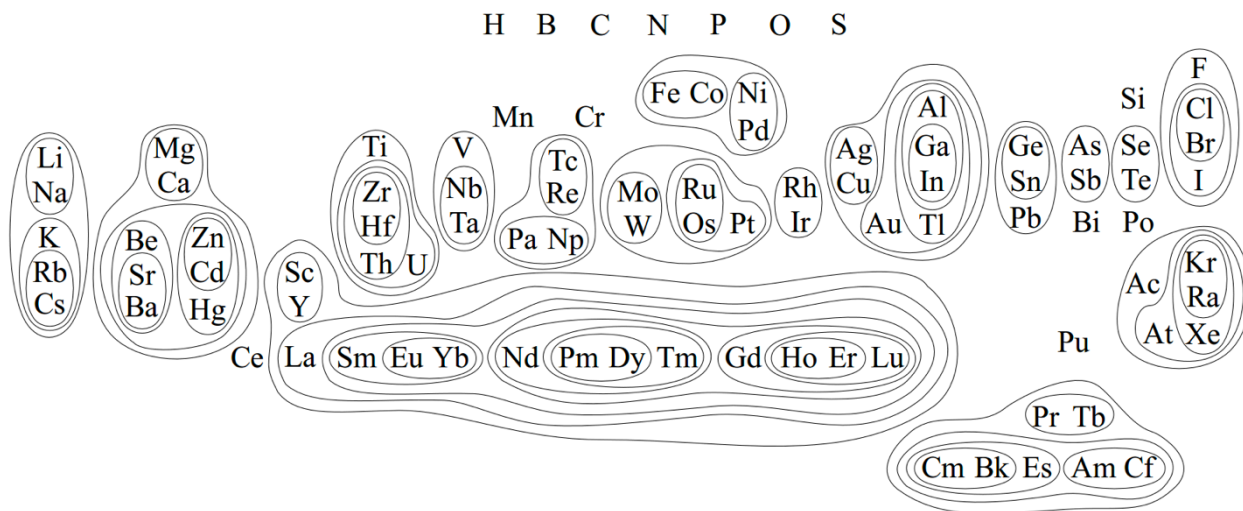 H B C N P O S
Fe Co Ni F
Mn Cr Pd Al Si Cl
Li Mg Ti V Tc Ag Ga Ge As Se Br
Na Ca Zr Nb Re Mo Ru Rh Cu In Sn Sb Te I
K Be Zn Hf Ta Pa Np W Os Pt Ir Au Tl Pb Bi Po
Rb Sr Cd Sc Th U Ac Kr
Cs Ba Hg Y Ra
Ce La Sm Eu Yb Nd Pm Dy Tm Gd Ho Er Lu Pu At Xe
Pr Tb
Cm Bk Es Am Cf